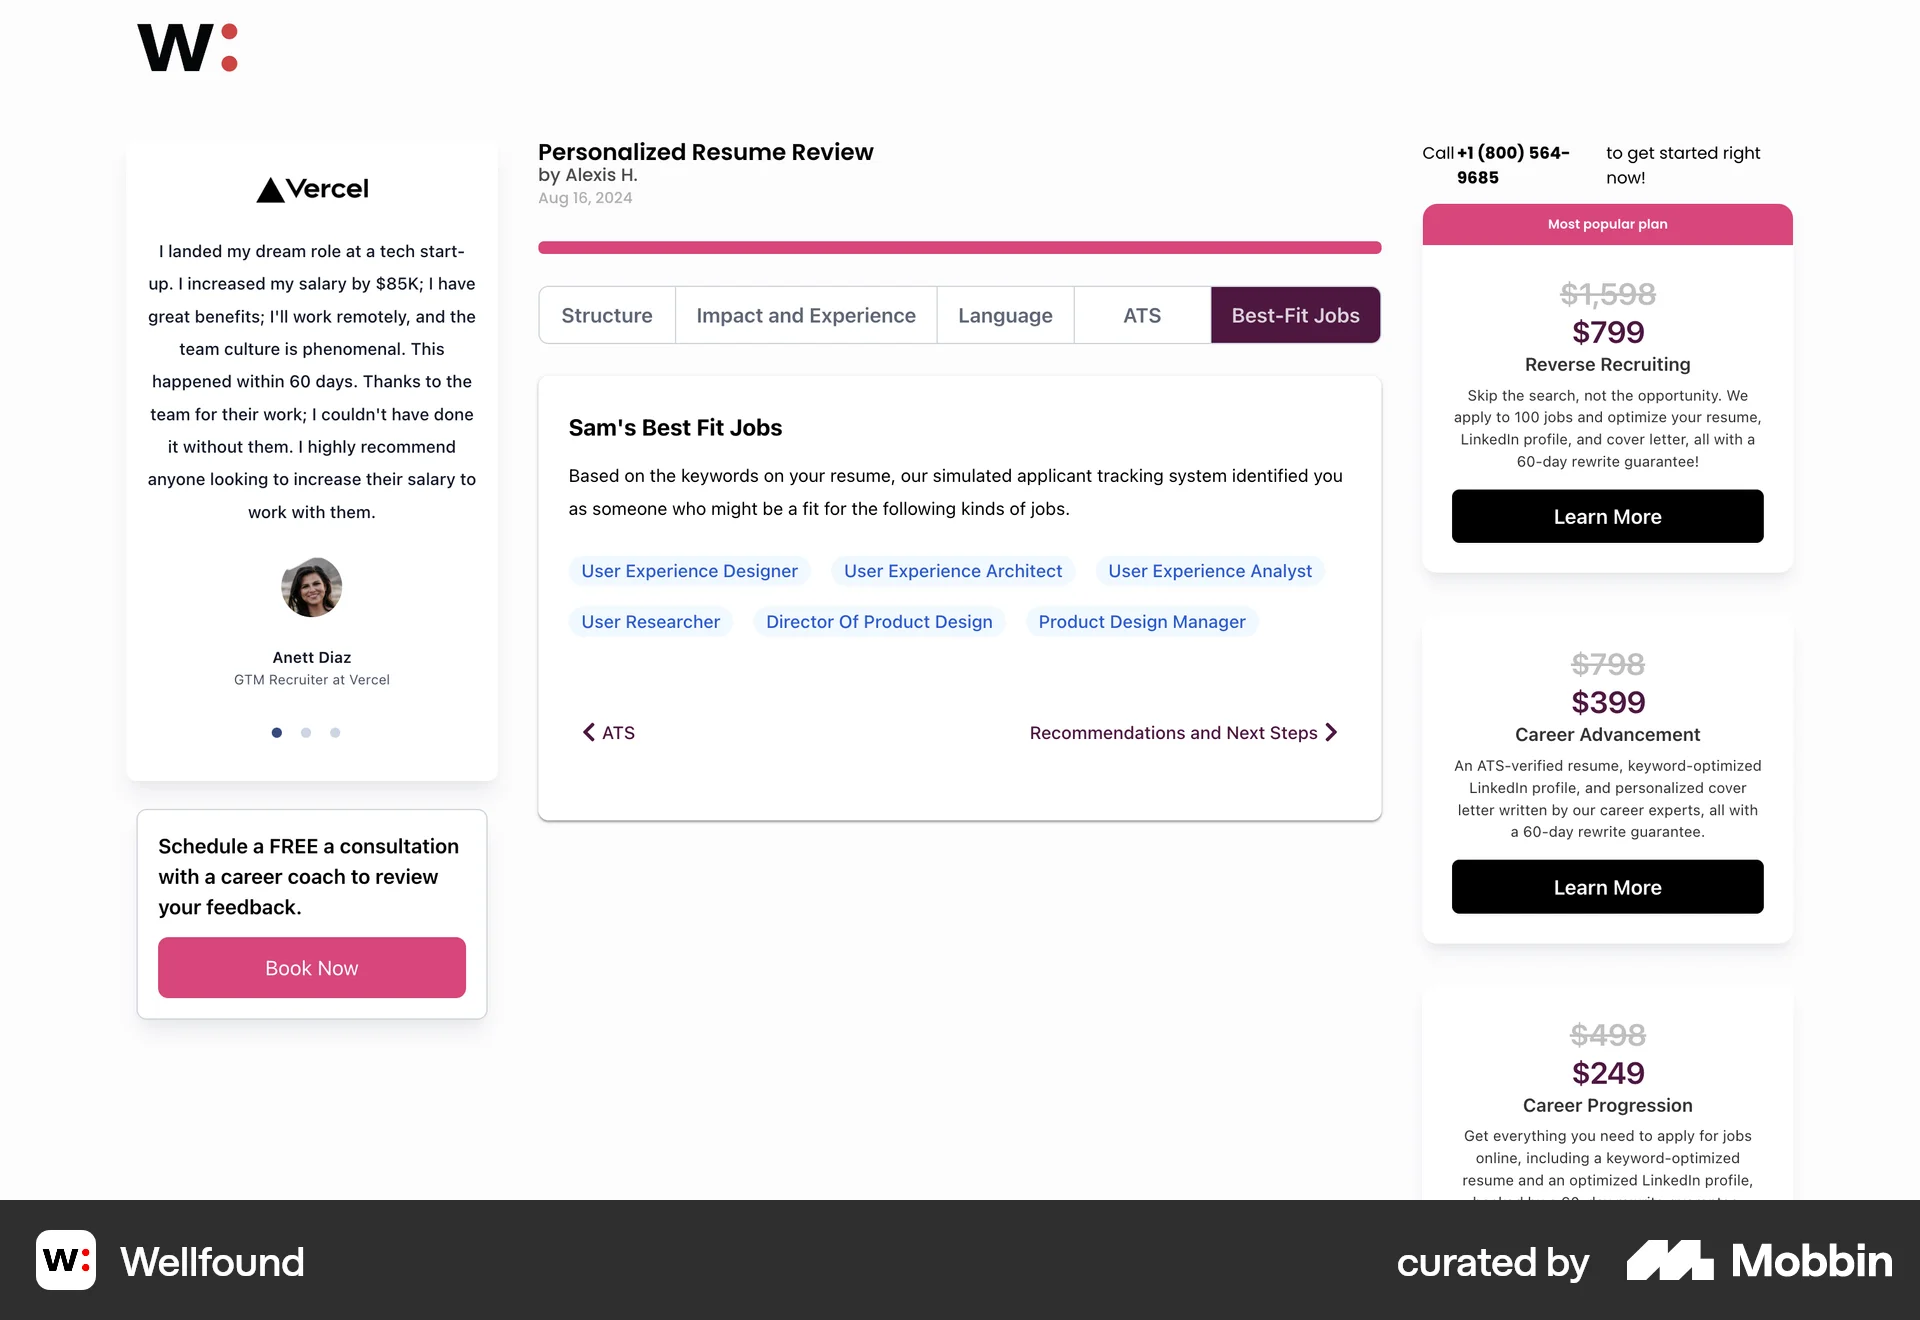 W:
Vercel
I landed my dream role at a tech start-
up. I increased my salary by $85K; I have
great benefits; I'll work remotely, and the
team culture is phenomenal. This
happened within 60 days. Thanks to the
team for their work; I couldn't have done
it without them. I highly recommend
anyone looking to increase their salary to
work with them.
Anett Diaz
GTM Recruiter at Vercel
Schedule a FREE a consultation
with a career coach to review
your feedback.
Book Now
Personalized Resume Review
by Alexis H.
Aug 16, 2024
Structure
Impact and Experience
Language
ATS
Best-Fit Jobs
Sam's Best Fit Jobs
Based on the keywords on your resume, our simulated applicant tracking system identified you
as someone who might be a fit for the following kinds of jobs.
User Experience Designer
User Experience Architect
User Experience Analyst
User Researcher
Director Of Product Design
Product Design Manager
ATS
Recommendations and Next Steps
Call +1 (800) 564- to get started right
9685 now!
Most popular plan
$1,598
$799
Reverse Recruiting
Skip the search, not the opportunity. We
apply to 100 jobs and optimize your resume,
LinkedIn profile, and cover letter, all with a
60-day rewrite guarantee!
Learn More
$798
$399
Career Advancement
An ATS-verified resume, keyword-optimized
LinkedIn profile, and personalized cover
letter written by our career experts, all with
a 60-day rewrite guarantee.
Learn More
$498
$249
Career Progression
Get everything you need to apply for jobs
online, including a keyword-optimized
resume and an optimized LinkedIn profile,
W: Wellfound
curated by Mobbin